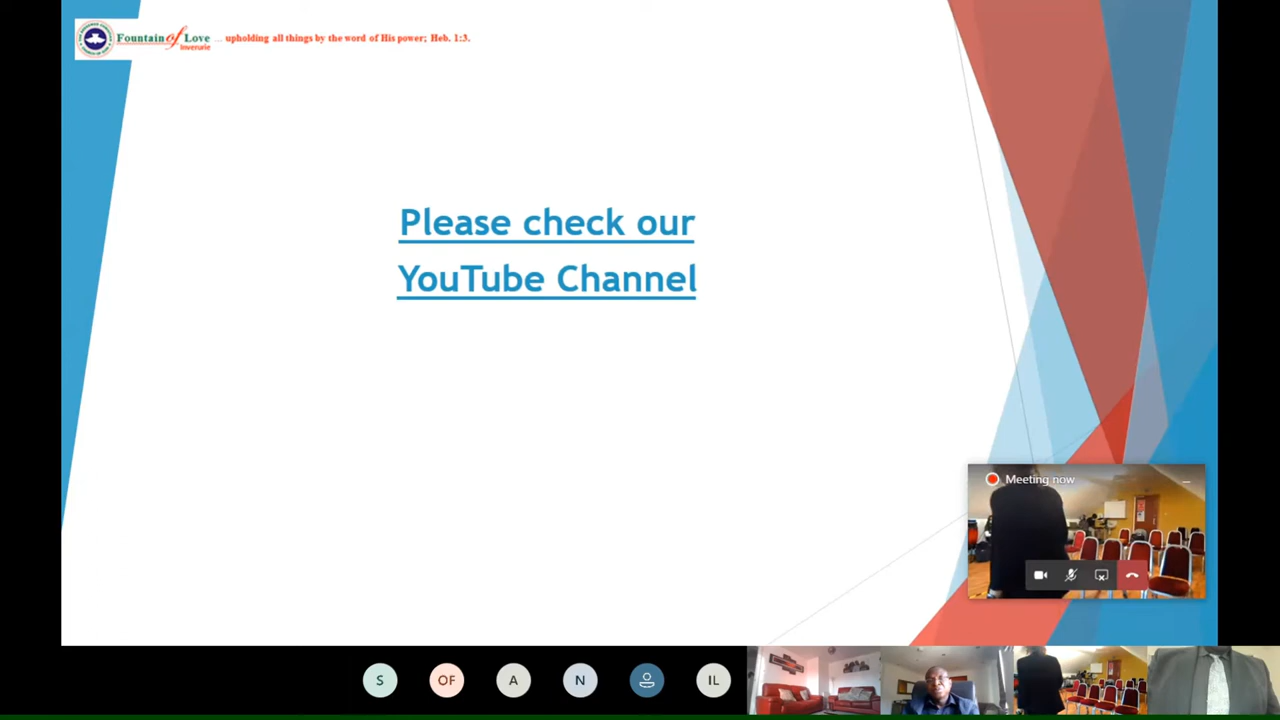 Fountain of Love ... upholding all things by the word of His power; Heb. 1:3.
Inverurie
Please check our
YouTube Channel
Meeting now
S OF A N IL